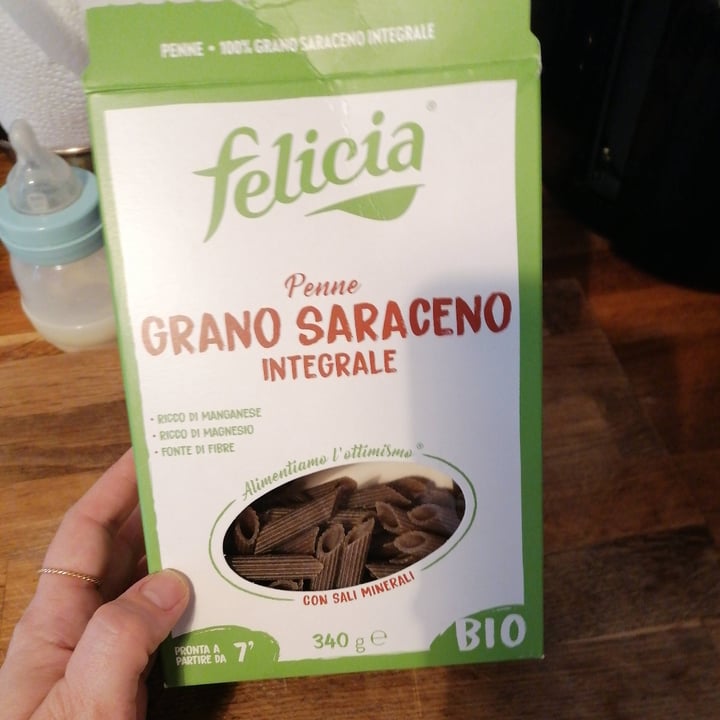 PENNE • 100% GRANO SARACENO INTEGRALE
felicia®
Penne
GRANO SARACENO
INTEGRALE
• RICCO DI MANGANESE
• RICCO DI MAGNESIO
• FONTE DI FIBRE
Alimentiamo l'ottimismo®
CON SALI MINERALI
PRONTA A
PARTIRE DA 7'
340 g e
BIO